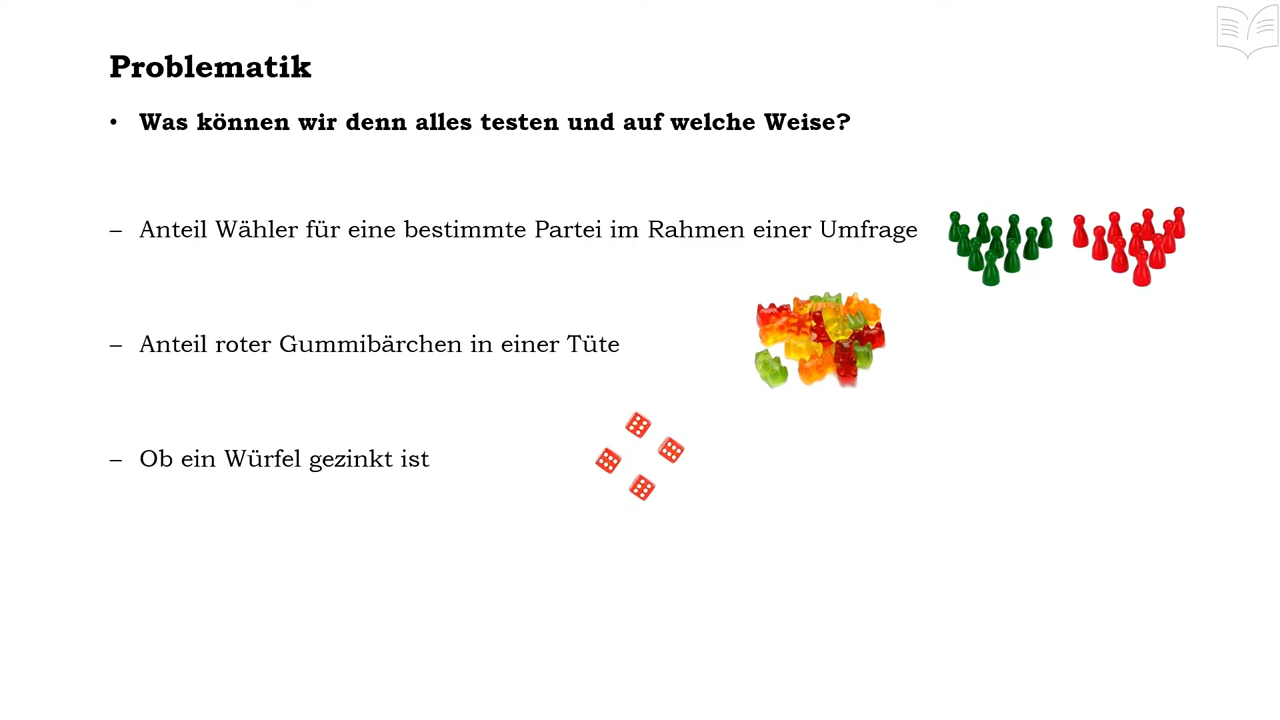 Problematik
• Was können wir denn alles testen und auf welche Weise?
– Anteil Wähler für eine bestimmte Partei im Rahmen einer Umfrage
– Anteil roter Gummibärchen in einer Tüte
– Ob ein Würfel gezinkt ist